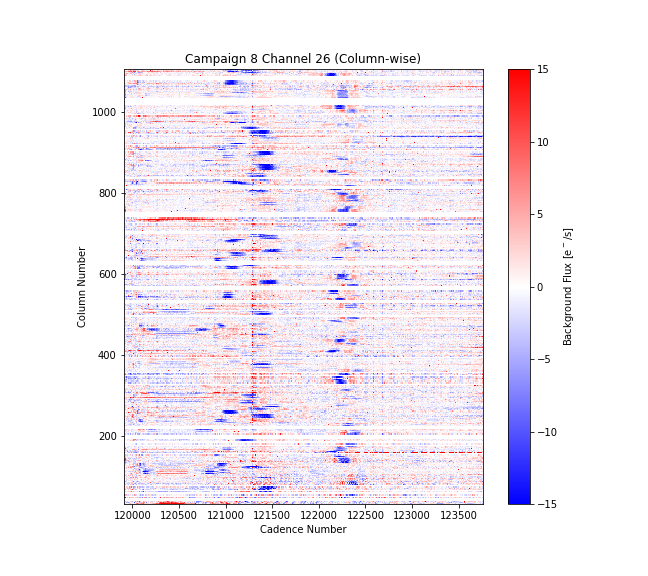 Campaign 8 Channel 26 (Column-wise)
1000
800
600
400
200
Column Number
120000 120500 121000 121500 122000 122500 123000 123500
Cadence Number
15
10
5
0
−5
−10
−15
Background Flux [e⁻/s]